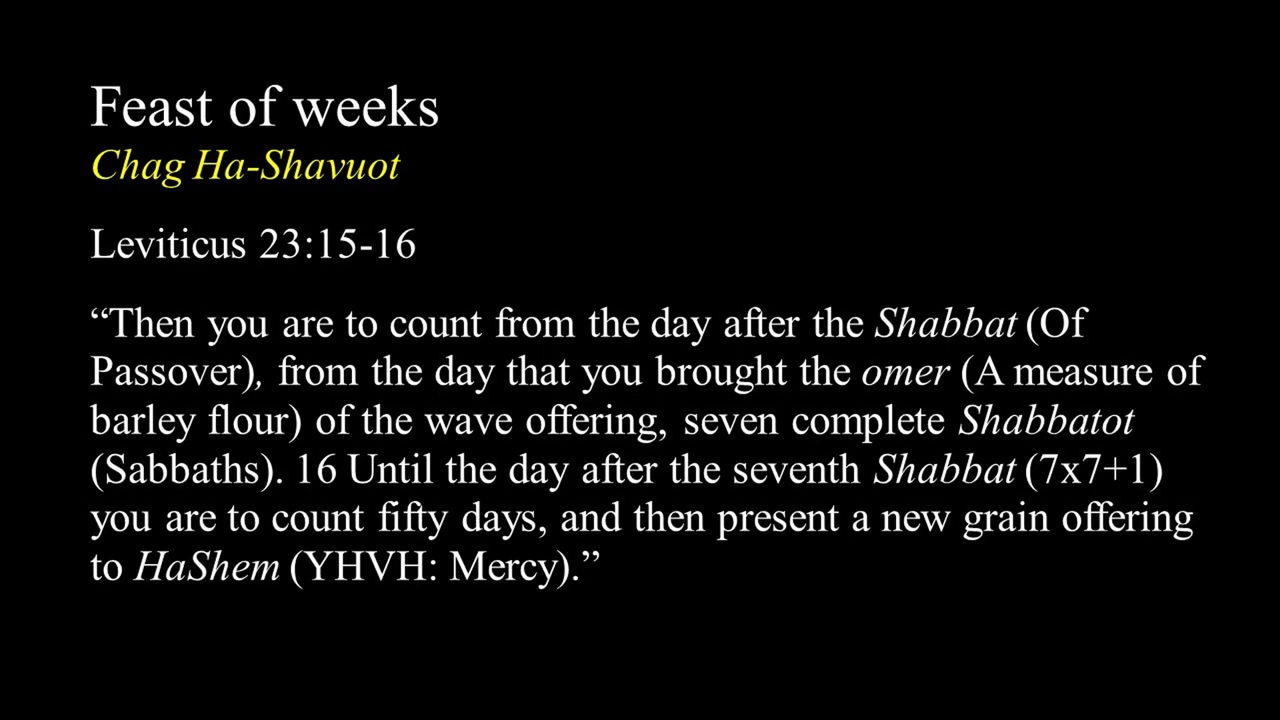 Feast of weeks
Chag Ha-Shavuot
Leviticus 23:15-16
“Then you are to count from the day after the Shabbat (Of
Passover), from the day that you brought the omer (A measure of
barley flour) of the wave offering, seven complete Shabbatot
(Sabbaths). 16 Until the day after the seventh Shabbat (7x7+1)
you are to count fifty days, and then present a new grain offering
to HaShem (YHVH: Mercy).”